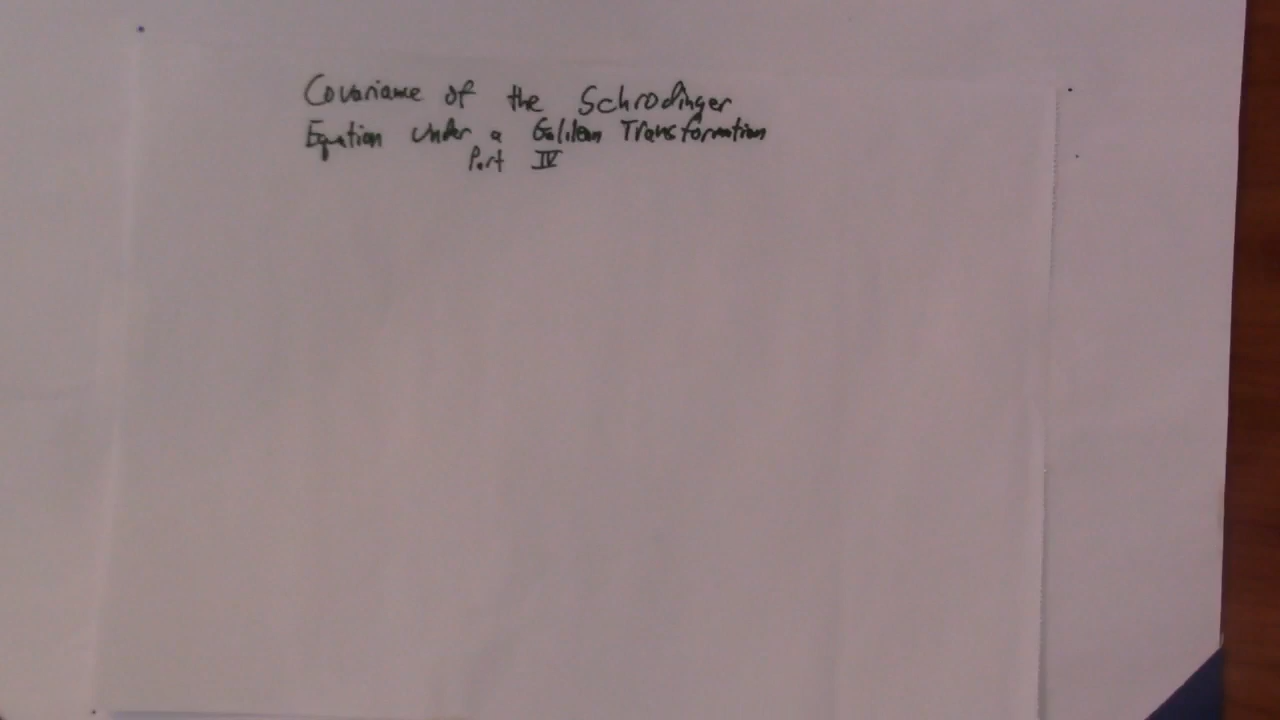 Covariance of the Schrodinger
Equation Under a Galilean Transformation
Part IV